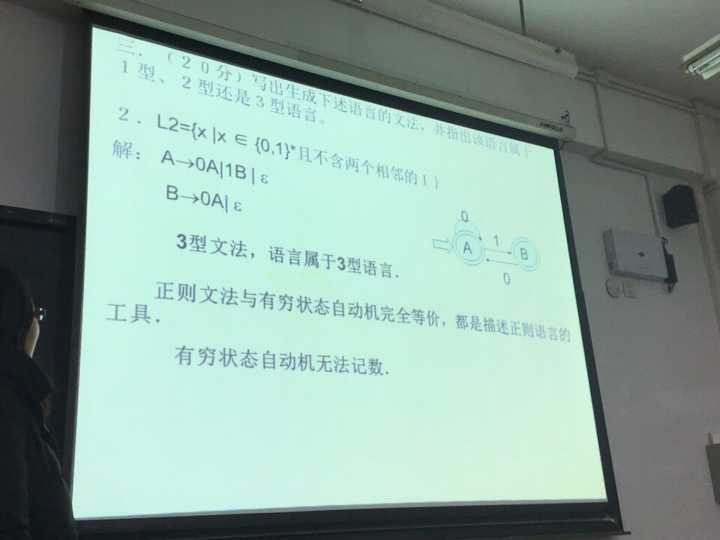 三.（20分）写出生成下述语言的文法，并指出该语言属于
1型、2型还是3型语言。
2. L2={x |x ∈ {0,1}*且不含两个相邻的1}
解： A→0A|1B | ε
B→0A| ε
0
A
1
B
0
3型文法，语言属于3型语言.
正则文法与有穷状态自动机完全等价，都是描述正则语言的
工具.
有穷状态自动机无法记数.